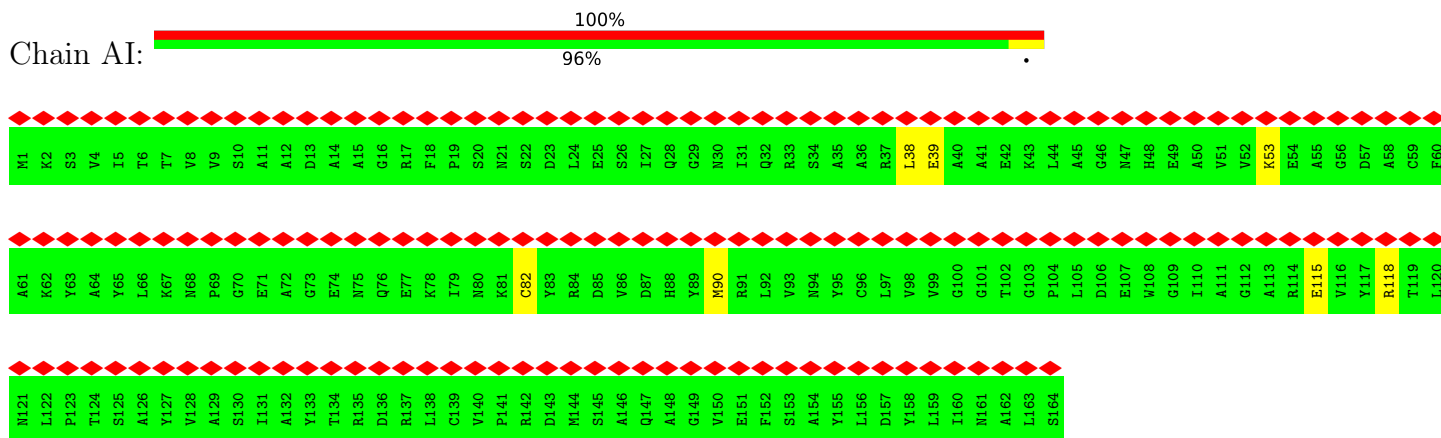 100%
Chain AI:
96% •
M1 K2 S3 V4 I5 T6 T7 V8 V9 S10 A11 A12 D13 A14 A15 G16 R17 F18 P19 S20 N21 S22 D23 L24 E25 S26 I27 Q28 G29 N30 I31 Q32 R33 S34 A35 A36 R37 L38 E39 A40 A41 E42 K43 L44 A45 G46 N47 H48 E49 A50 V51 V52 K53 E54 A55 G56 D57 A58 C59 F60
A61 K62 Y63 A64 Y65 L66 K67 N68 P69 G70 E71 A72 G73 E74 N75 Q76 E77 K78 I79 N80 K81 C82 Y83 R84 D85 V86 D87 H88 Y89 M90 R91 L92 V93 N94 Y95 C96 L97 V98 V99 G100 G101 T102 G103 P104 L105 D106 E107 W108 G109 I110 A111 G112 A113 R114 E115 V116 Y117 R118 T119 L120
N121 L122 P123 T124 S125 A126 Y127 V128 A129 S130 I131 A132 Y133 T134 R135 D136 R137 L138 C139 V140 P141 R142 D143 M144 S145 A146 Q147 A148 G149 V150 E151 F152 S153 A154 Y155 L156 D157 Y158 L159 I160 N161 A162 L163 S164